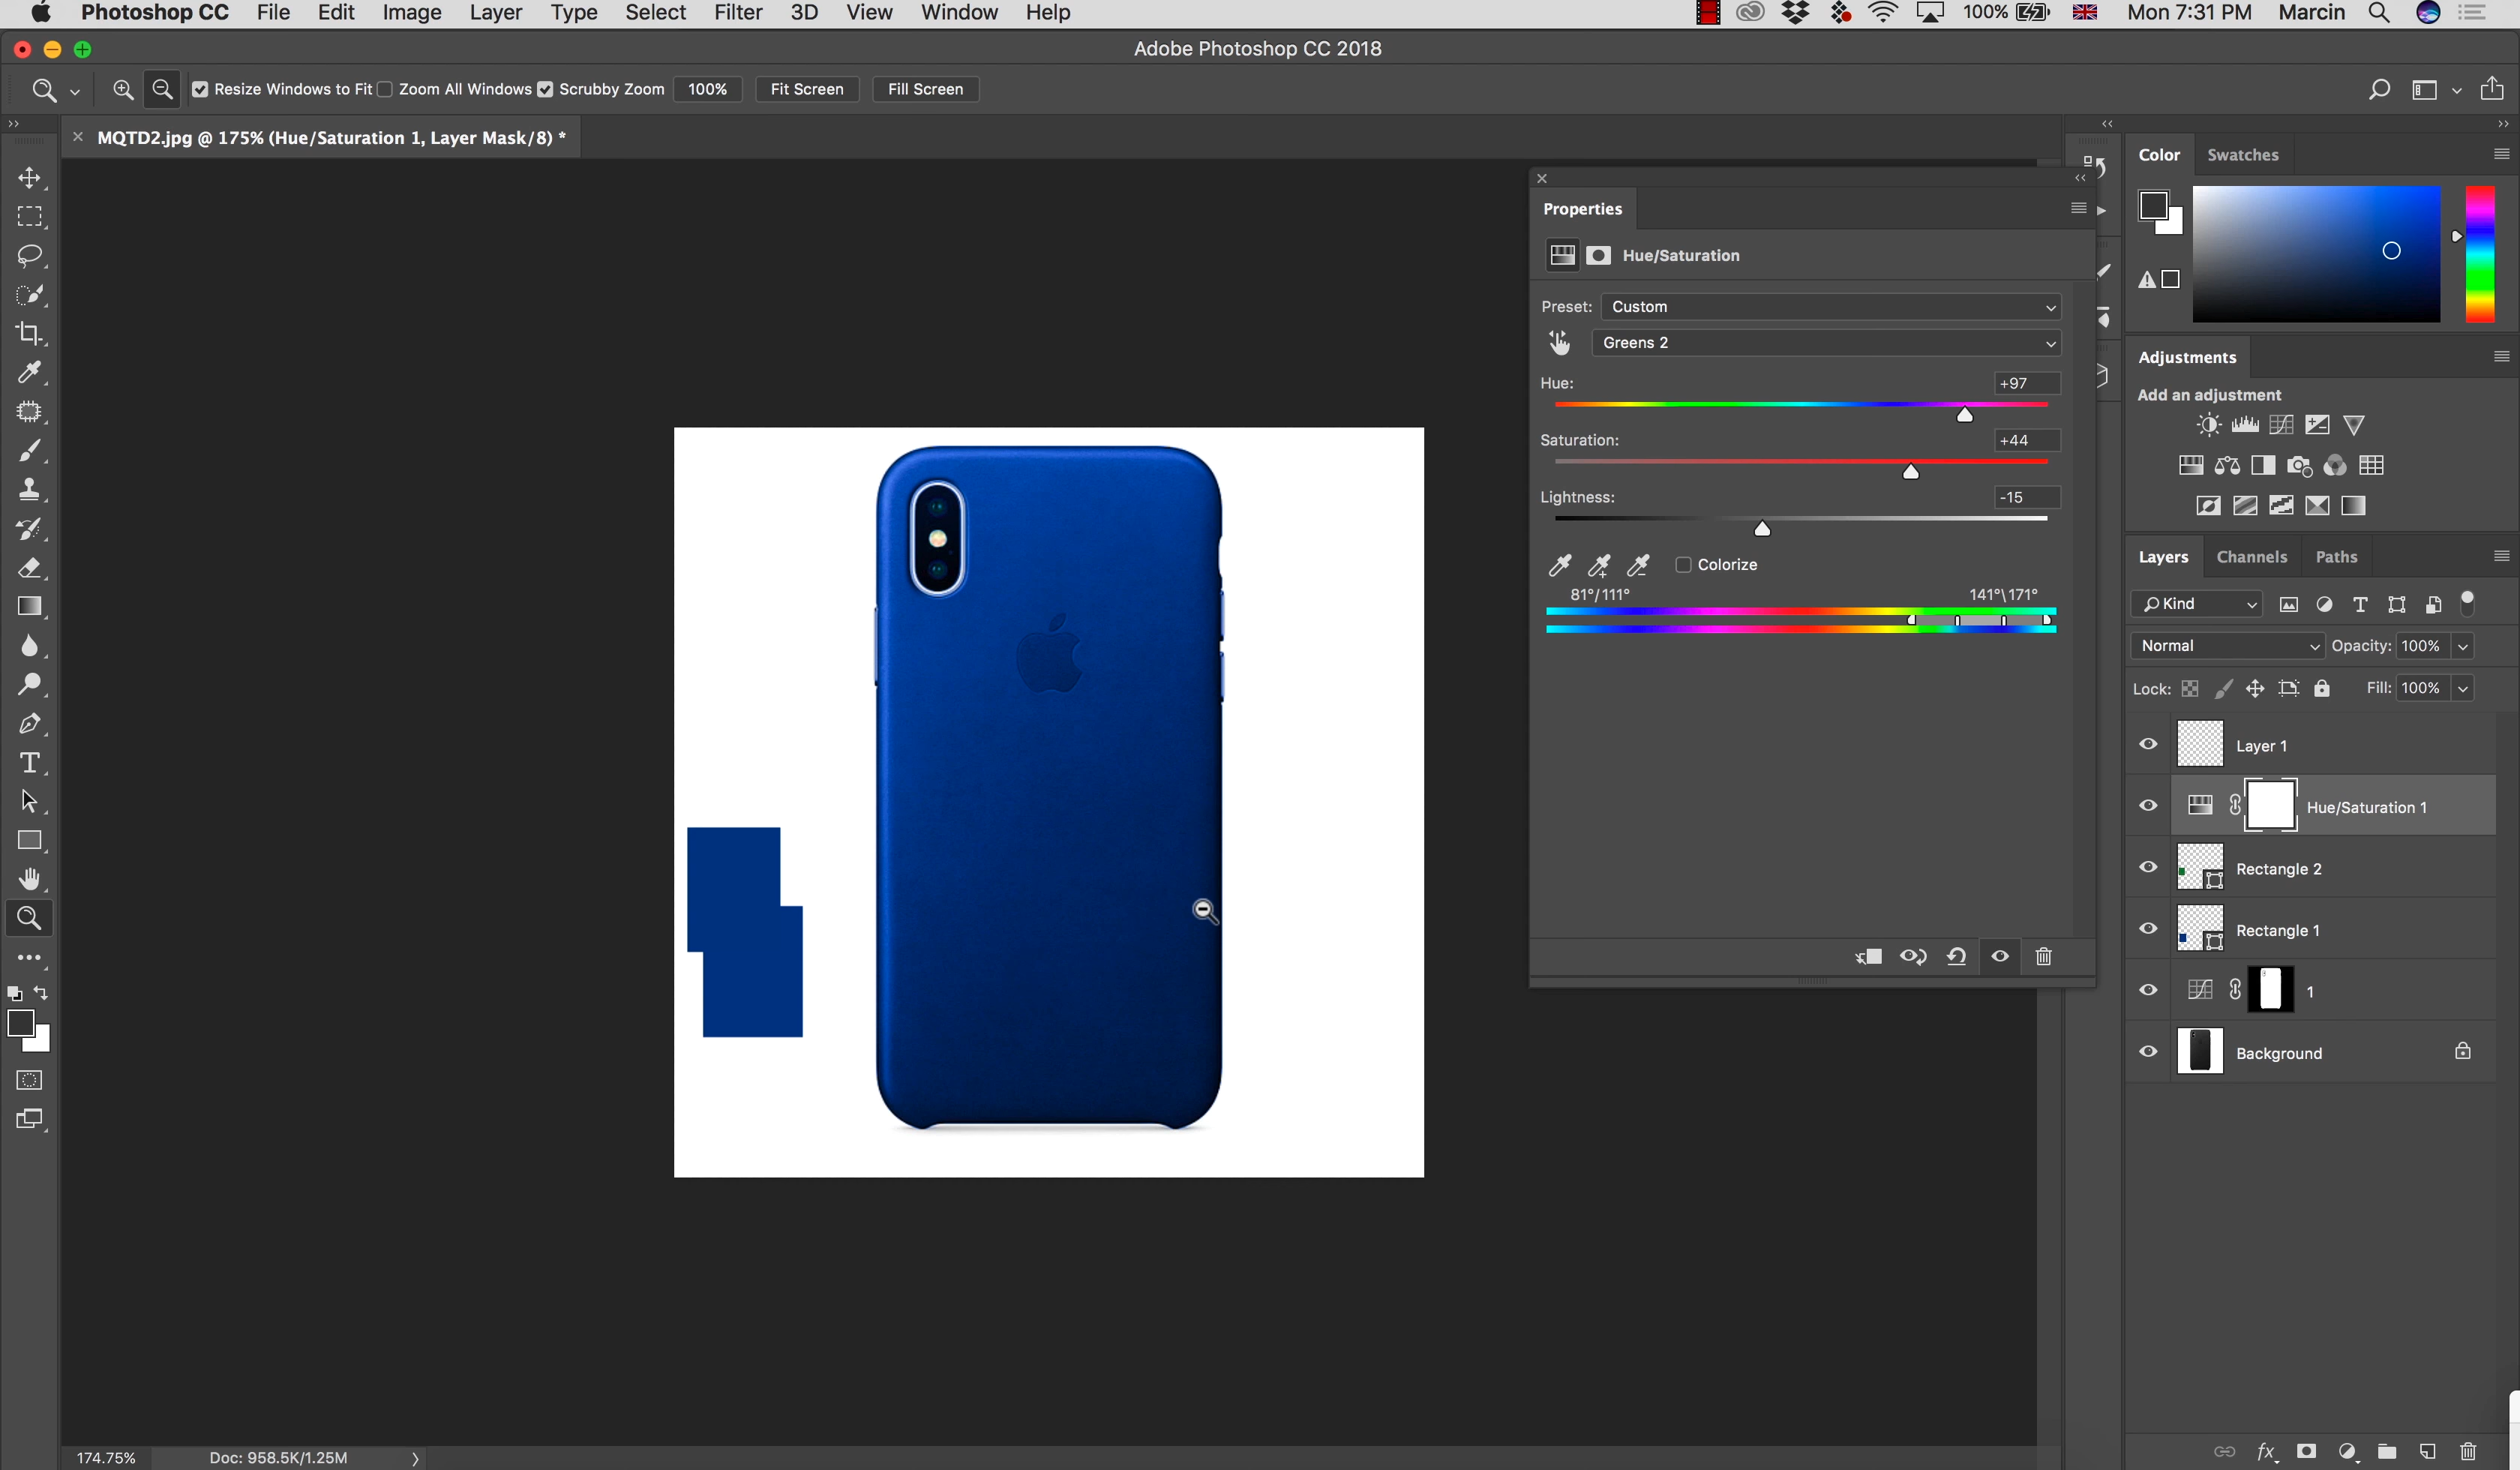 Photoshop CC File Edit Image Layer Type Select Filter 3D View Window Help 100% Mon 7:31 PM Marcin
Adobe Photoshop CC 2018
Resize Windows to Fit Zoom All Windows Scrubby Zoom 100% Fit Screen Fill Screen
MQTD2.jpg @ 175% (Hue/Saturation 1, Layer Mask/8) *
Properties
Hue/Saturation
Preset: Custom
Greens 2
Hue: +97
Saturation: +44
Lightness: -15
Colorize
81°/111° 141°\171°
Color Swatches
Adjustments
Add an adjustment
Layers Channels Paths
Kind
Normal Opacity: 100%
Lock: Fill: 100%
Layer 1
Hue/Saturation 1
Rectangle 2
Rectangle 1
1
Background
fx
174.75% Doc: 958.5K/1.25M